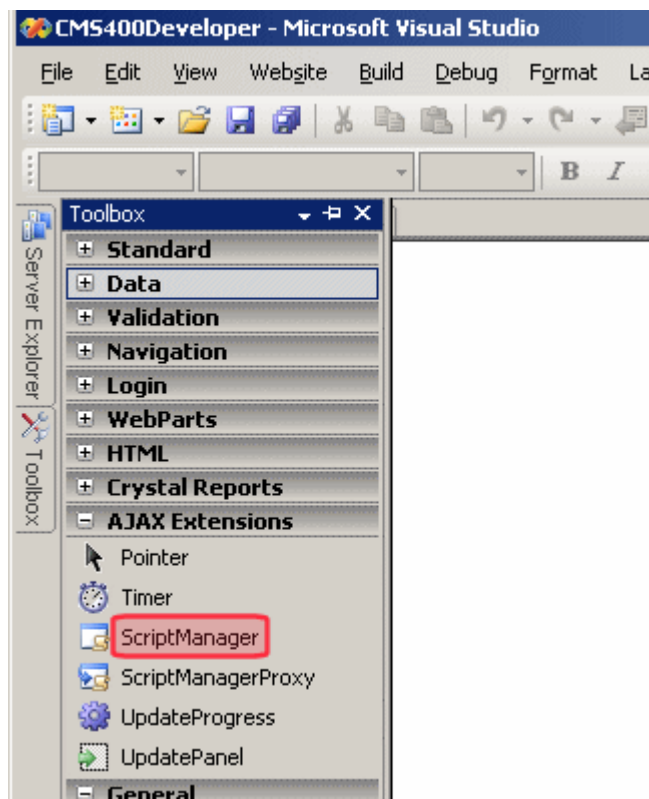 CMS400Developer - Microsoft Visual Studio
File Edit View Website Build Debug Format La
B I
Server Explorer
Toolbox
Toolbox
Standard
Data
Validation
Navigation
Login
WebParts
HTML
Crystal Reports
AJAX Extensions
Pointer
Timer
ScriptManager
ScriptManagerProxy
UpdateProgress
UpdatePanel
General